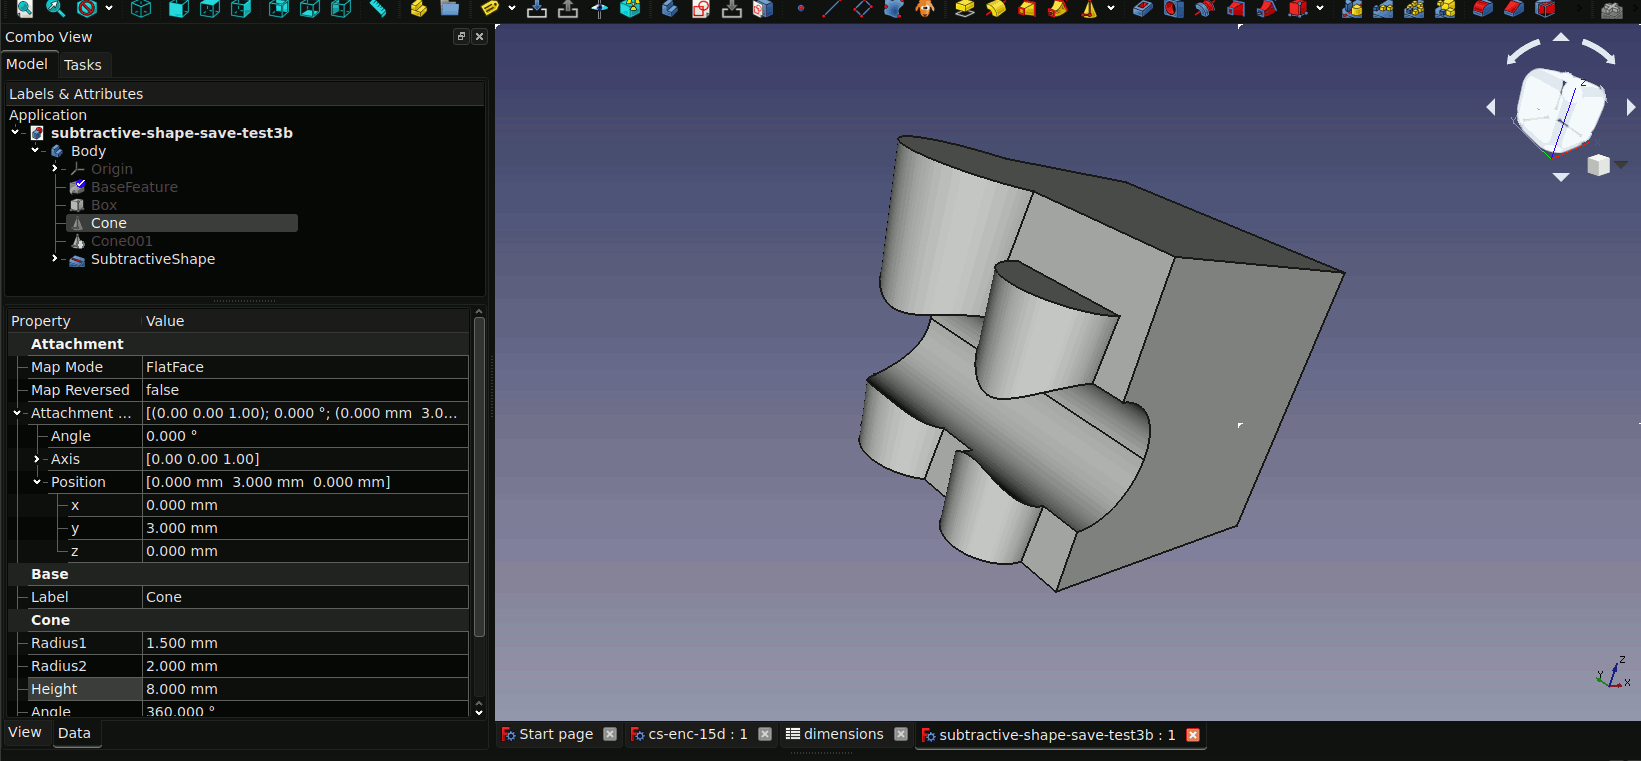 Combo View
Model Tasks
Labels & Attributes
Application
subtractive-shape-save-test3b
Body
Origin
BaseFeature
Box
Cone
Cone001
SubtractiveShape
Property Value
Attachment
Map Mode FlatFace
Map Reversed false
Attachment ... [(0.00 0.00 1.00); 0.000 °; (0.000 mm 3.0...
Angle 0.000 °
Axis [0.00 0.00 1.00]
Position [0.000 mm 3.000 mm 0.000 mm]
x 0.000 mm
y 3.000 mm
z 0.000 mm
Base
Label Cone
Cone
Radius1 1.500 mm
Radius2 2.000 mm
Height 8.000 mm
Angle 360.000 °
View Data
Z
Z
Y
X
Start page cs-enc-15d : 1 dimensions subtractive-shape-save-test3b : 1